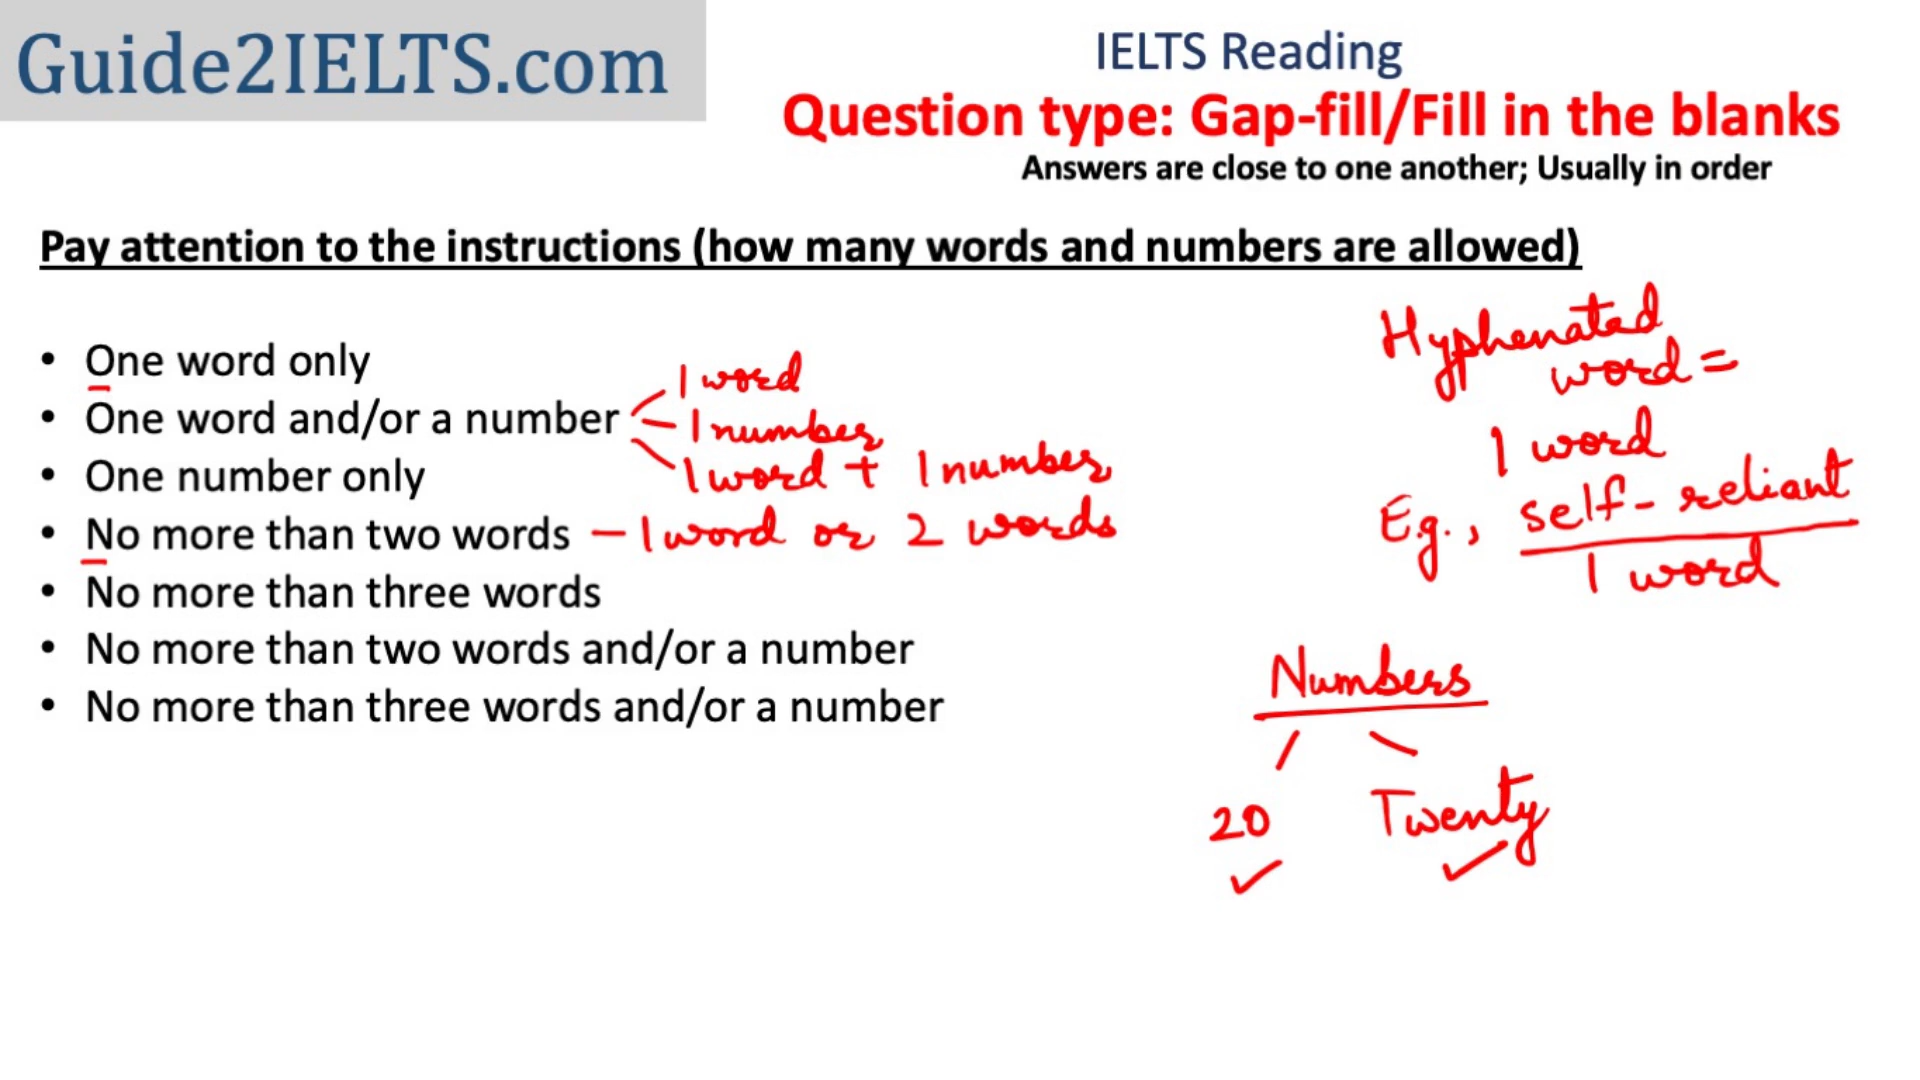 Guide2IELTS.com
IELTS Reading
Question type: Gap-fill/Fill in the blanks
Answers are close to one another; Usually in order
Pay attention to the instructions (how many words and numbers are allowed)
• One word only
• One word and/or a number
1 word
1 number
1 word + 1 number
• One number only
• No more than two words – 1 word or 2 words
• No more than three words
• No more than two words and/or a number
• No more than three words and/or a number
Hyphenated
word =
1 word
E.g., self-reliant
1 word
Numbers
20 Twenty